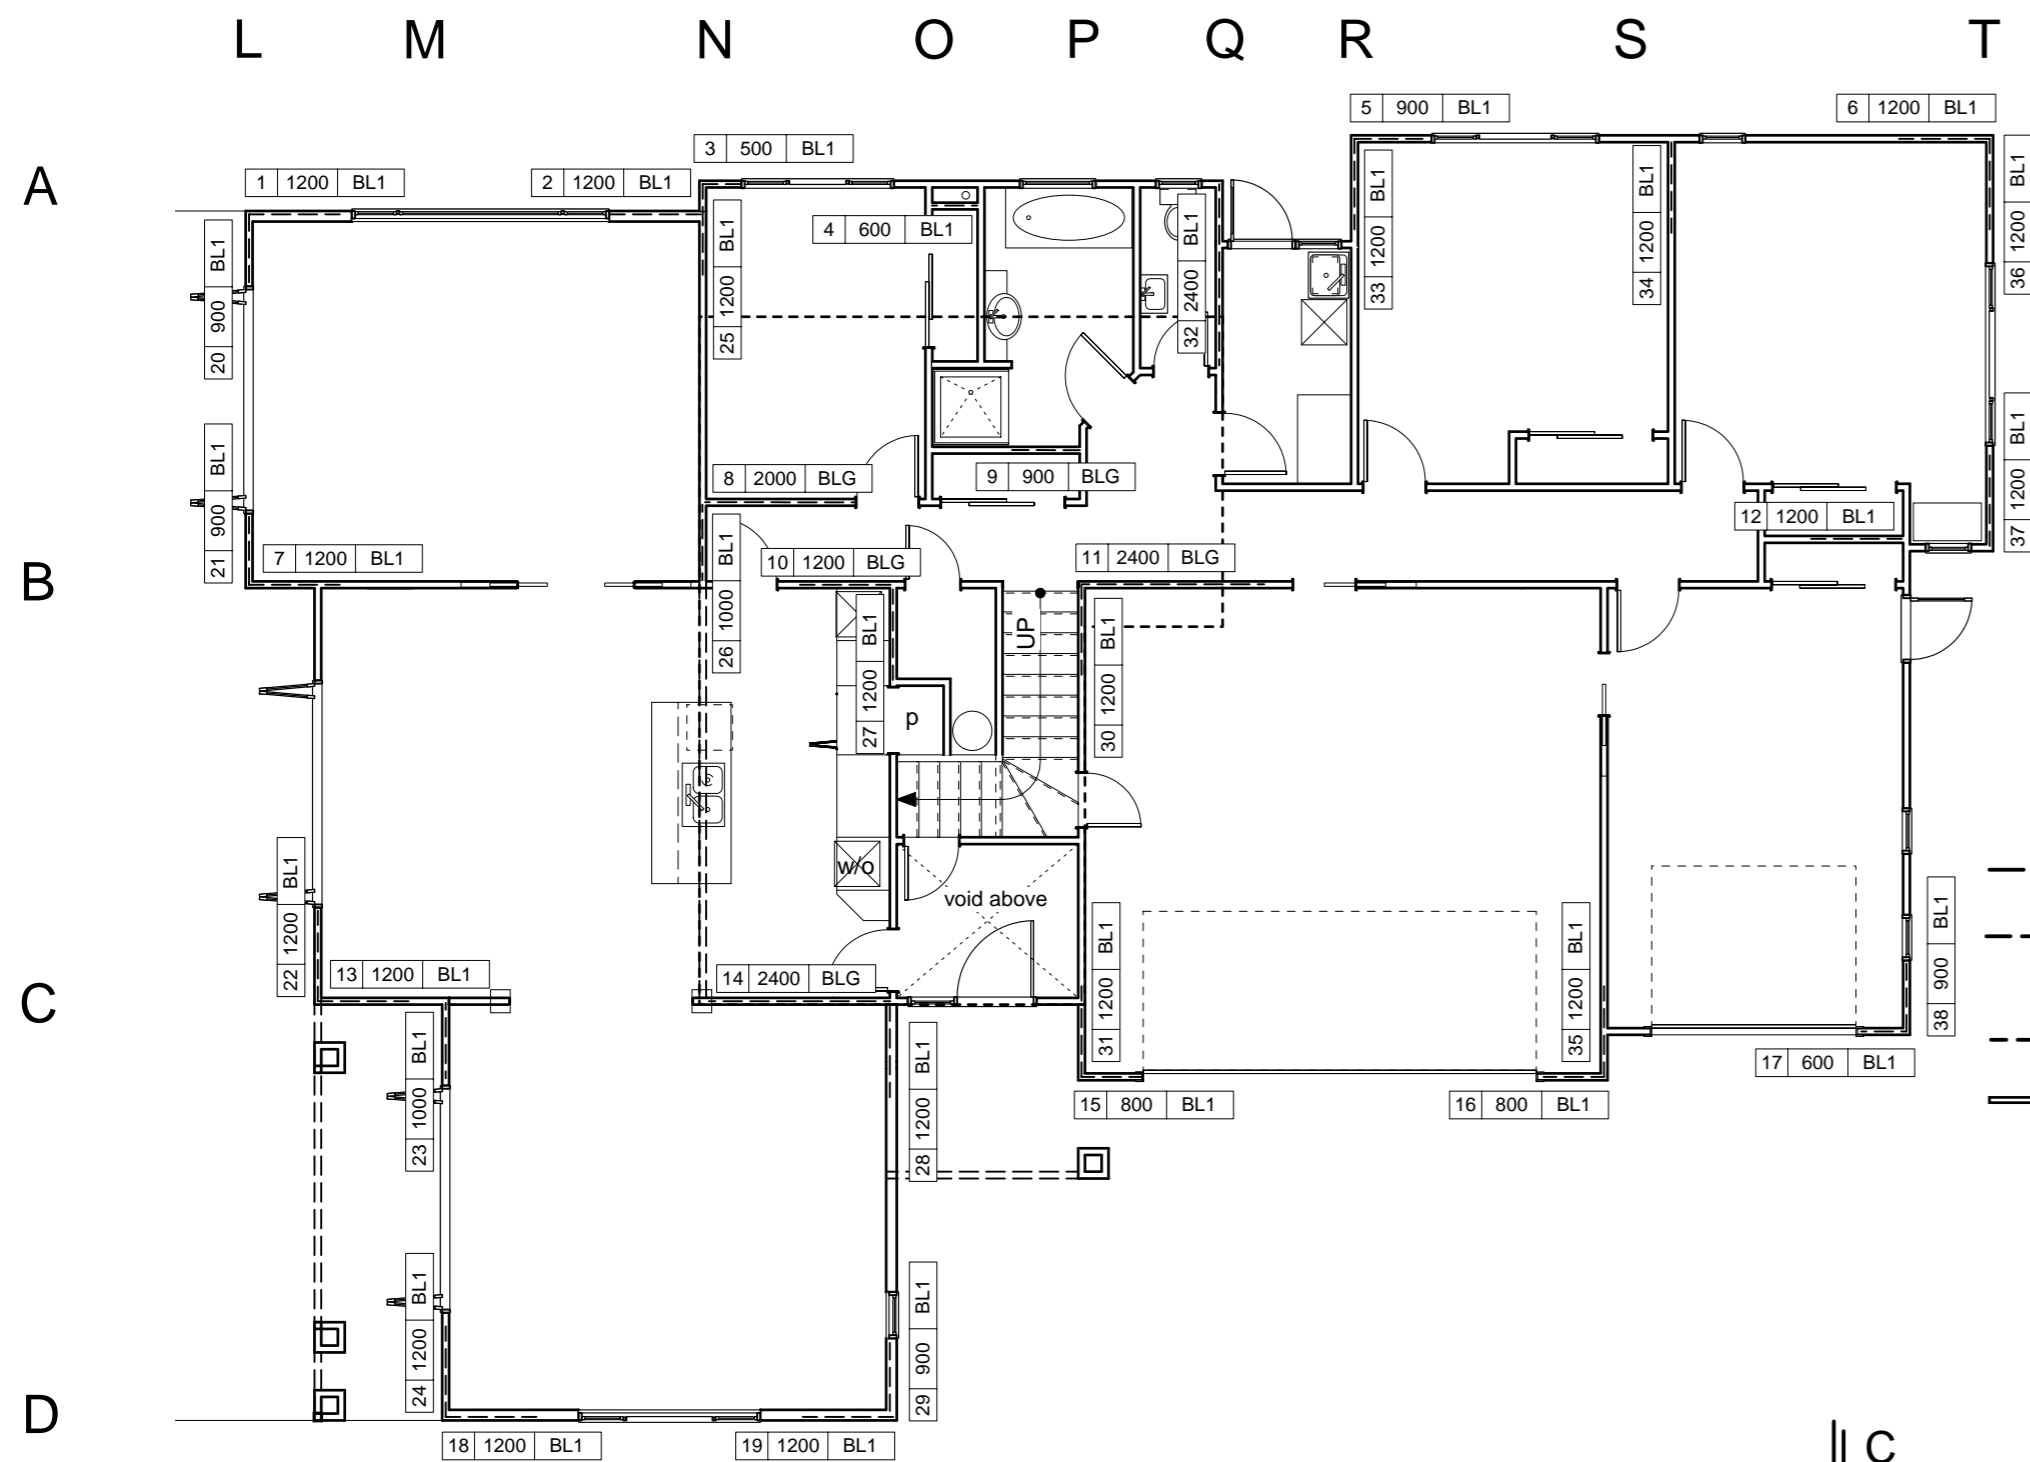 L M N O P Q R S T
5 900 BL1
6 1200 BL1
3 500 BL1
A
1 1200 BL1
2 1200 BL1
4 600 BL1
20 900 BL1
25 1200 BL1
32 2400 BL1
33 1200 BL1
34 1200 BL1
36 1200 BL1
21 900 BL1
8 2000 BLG
9 900 BLG
37 1200 BL1
12 1200 BL1
7 1200 BL1
10 1200 BLG
11 2400 BLG
B
26 1000 BL1
27 1200 BL1
UP
30 1200 BL1
p
w/o
void above
22 1200 BL1
31 1200 BL1
35 1200 BL1
38 900 BL1
13 1200 BL1
14 2400 BLG
C
23 1000 BL1
28 1200 BL1
17 600 BL1
15 800 BL1
16 800 BL1
24 1200 BL1
29 900 BL1
D
18 1200 BL1
19 1200 BL1
C